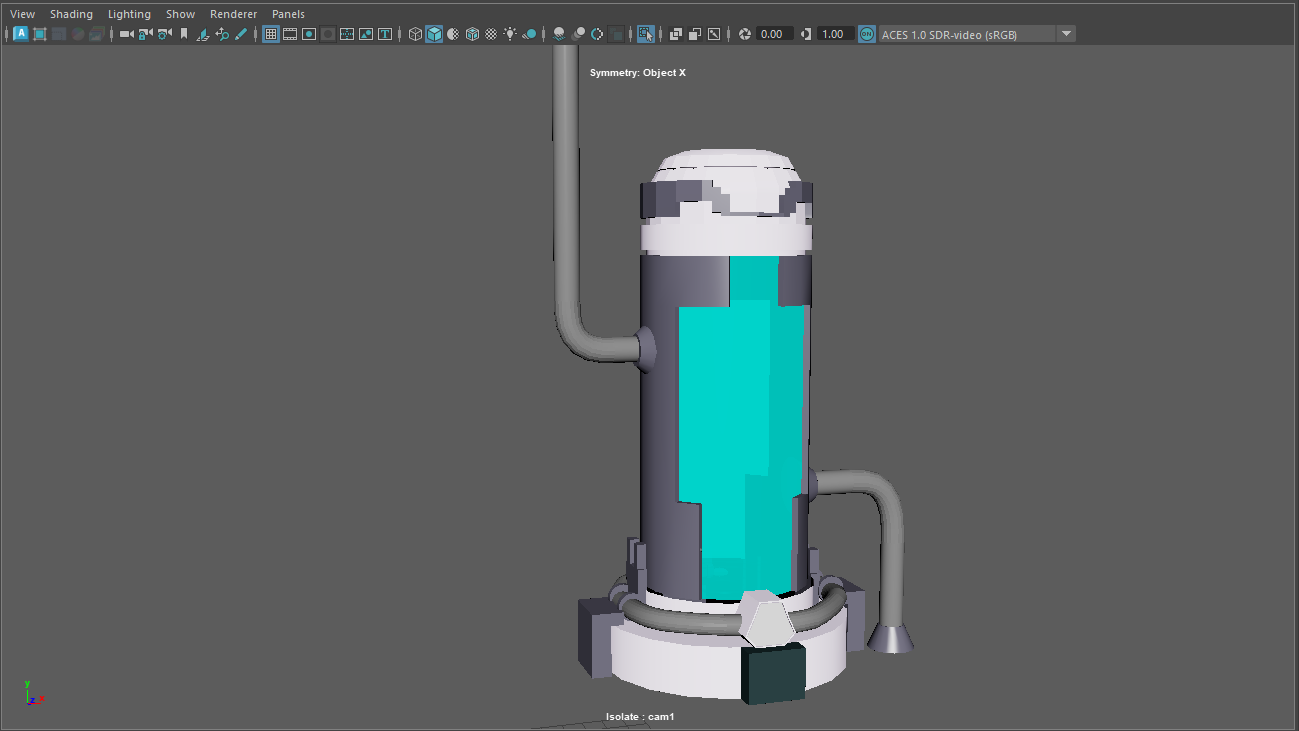 View Shading Lighting Show Renderer Panels
A T 0.00 1.00 ON ACES 1.0 SDR-video (sRGB)
Symmetry: Object X
y
z x
Isolate : cam1